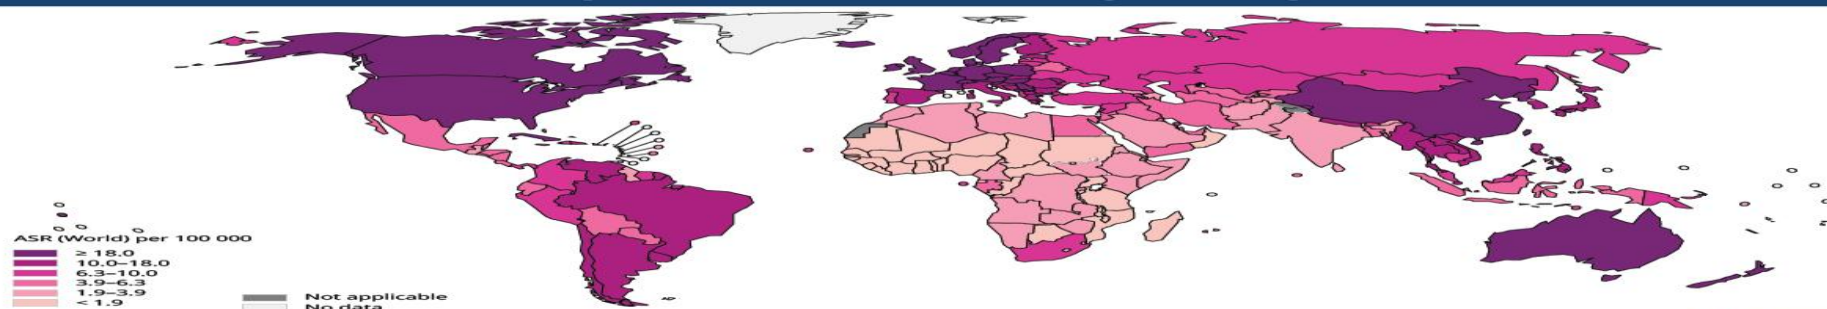 ASR (World) per 100 000
≥ 18.0
10.0–18.0
6.3–10.0
3.9–6.3
1.9–3.9
< 1.9
Not applicable
No data